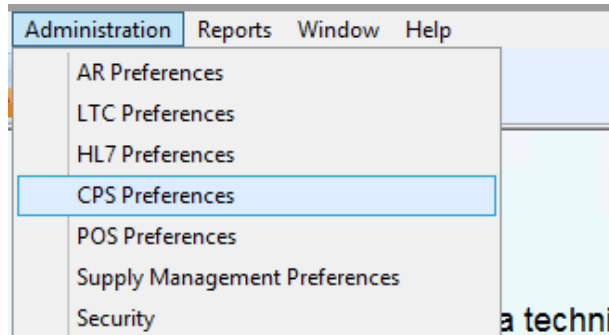 Administration Reports Window Help
AR Preferences
LTC Preferences
HL7 Preferences
CPS Preferences
POS Preferences
Supply Management Preferences
Security
a techni